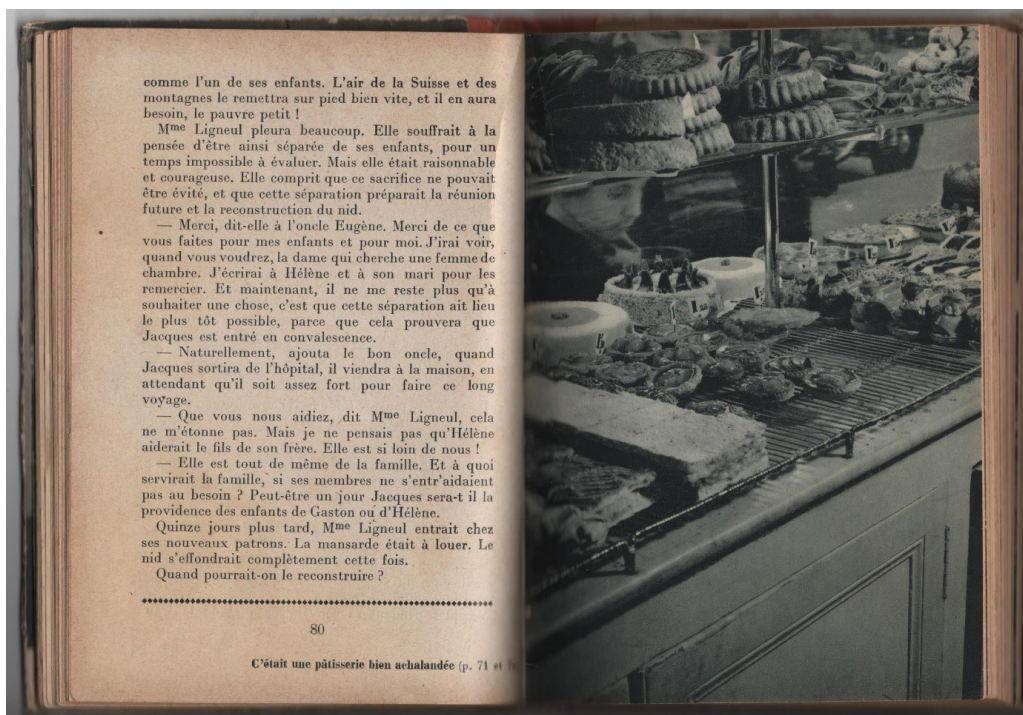 comme l'un de ses enfants. L'air de la Suisse et des
montagnes le remettra sur pied bien vite, et il en aura
besoin, le pauvre petit !
Mme Ligneul pleura beaucoup. Elle souffrait à la
pensée d'être ainsi séparée de ses enfants, pour un
temps impossible à évaluer. Mais elle était raisonnable
et courageuse. Elle comprit que ce sacrifice ne pouvait
être évité, et que cette séparation préparait la réunion
future et la reconstruction du nid.
— Merci, dit-elle à l'oncle Eugène. Merci de ce que
vous faites pour mes enfants et pour moi. J'irai voir,
quand vous voudrez, la dame qui cherche une femme de
chambre. J'écrirai à Hélène et à son mari pour les
remercier. Et maintenant, il ne me reste plus qu'à
souhaiter une chose, c'est que cette séparation ait lieu
le plus tôt possible, parce que cela prouvera que
Jacques est entré en convalescence.
— Naturellement, ajouta le bon oncle, quand
Jacques sortira de l'hôpital, il viendra à la maison, en
attendant qu'il soit assez fort pour faire ce long
voyage.
— Que vous nous aidiez, dit Mme Ligneul, cela
ne m'étonne pas. Mais je ne pensais pas qu'Hélène
aiderait le fils de son frère. Elle est si loin de nous !
— Elle est tout de même de la famille. Et à quoi
servirait la famille, si ses membres ne s'entr'aidaient
pas au besoin ? Peut-être un jour Jacques sera-t il la
providence des enfants de Gaston ou d'Hélène.
Quinze jours plus tard, Mme Ligneul entrait chez
ses nouveaux patrons. La mansarde était à louer. Le
nid s'effondrait complètement cette fois.
Quand pourrait-on le reconstruire ?
80
C'était une pâtisserie bien achalandée (p. 71 et